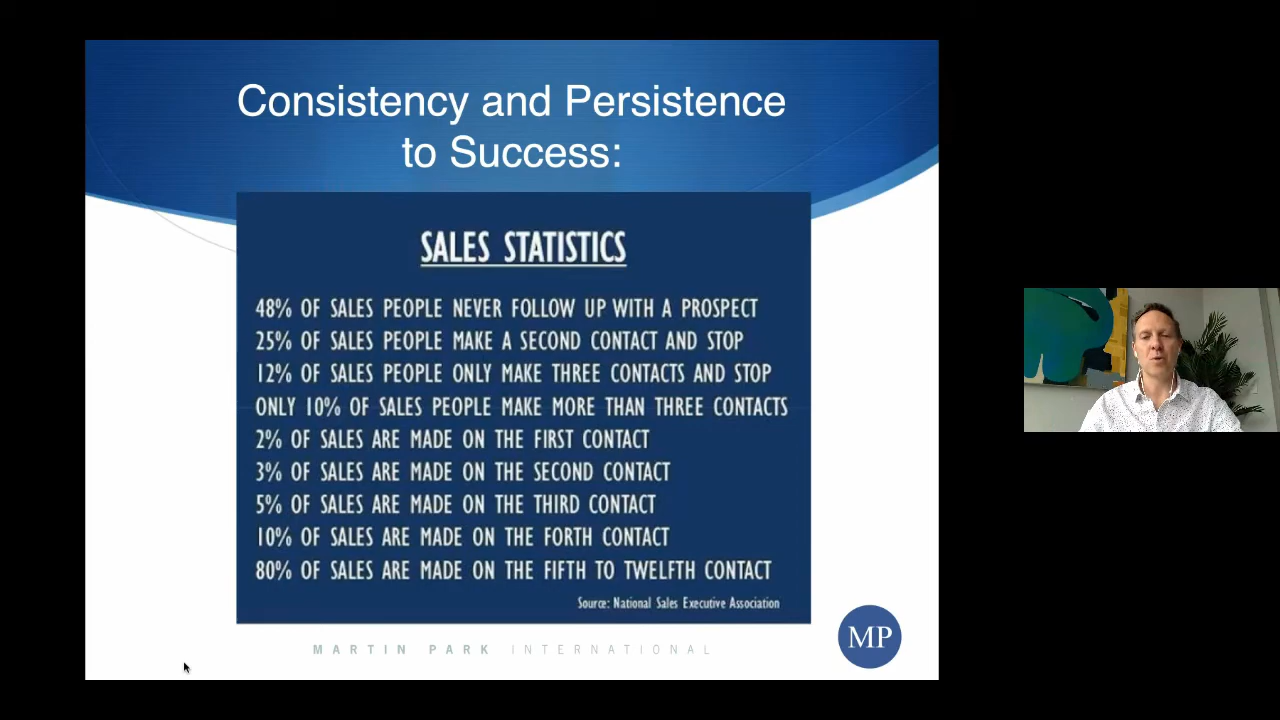 Consistency and Persistence
to Success:
SALES STATISTICS
48% OF SALES PEOPLE NEVER FOLLOW UP WITH A PROSPECT
25% OF SALES PEOPLE MAKE A SECOND CONTACT AND STOP
12% OF SALES PEOPLE ONLY MAKE THREE CONTACTS AND STOP
ONLY 10% OF SALES PEOPLE MAKE MORE THAN THREE CONTACTS
2% OF SALES ARE MADE ON THE FIRST CONTACT
3% OF SALES ARE MADE ON THE SECOND CONTACT
5% OF SALES ARE MADE ON THE THIRD CONTACT
10% OF SALES ARE MADE ON THE FORTH CONTACT
80% OF SALES ARE MADE ON THE FIFTH TO TWELFTH CONTACT
Source: National Sales Executive Association
MARTIN PARK INTERNATIONAL
MP